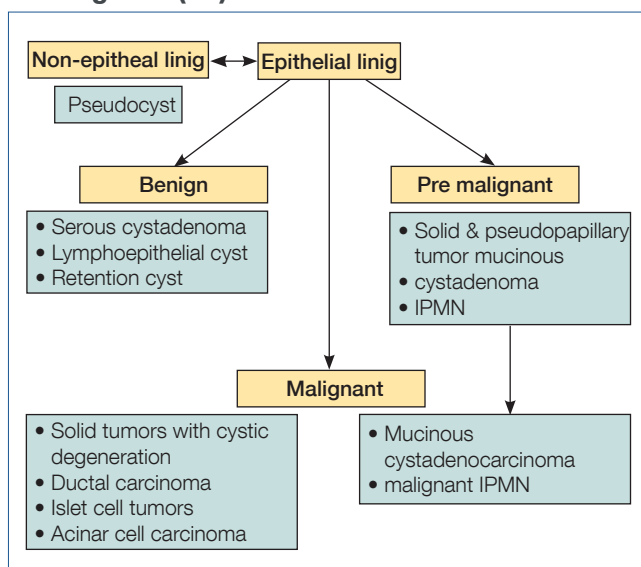 Non-epitheal linig
Epithelial linig
Pseudocyst
Benign
• Serous cystadenoma
• Lymphoepithelial cyst
• Retention cyst
Pre malignant
• Solid & pseudopapillary
tumor mucinous
• cystadenoma
• IPMN
Malignant
• Solid tumors with cystic
degeneration
• Ductal carcinoma
• Islet cell tumors
• Acinar cell carcinoma
• Mucinous
cystadenocarcinoma
• malignant IPMN